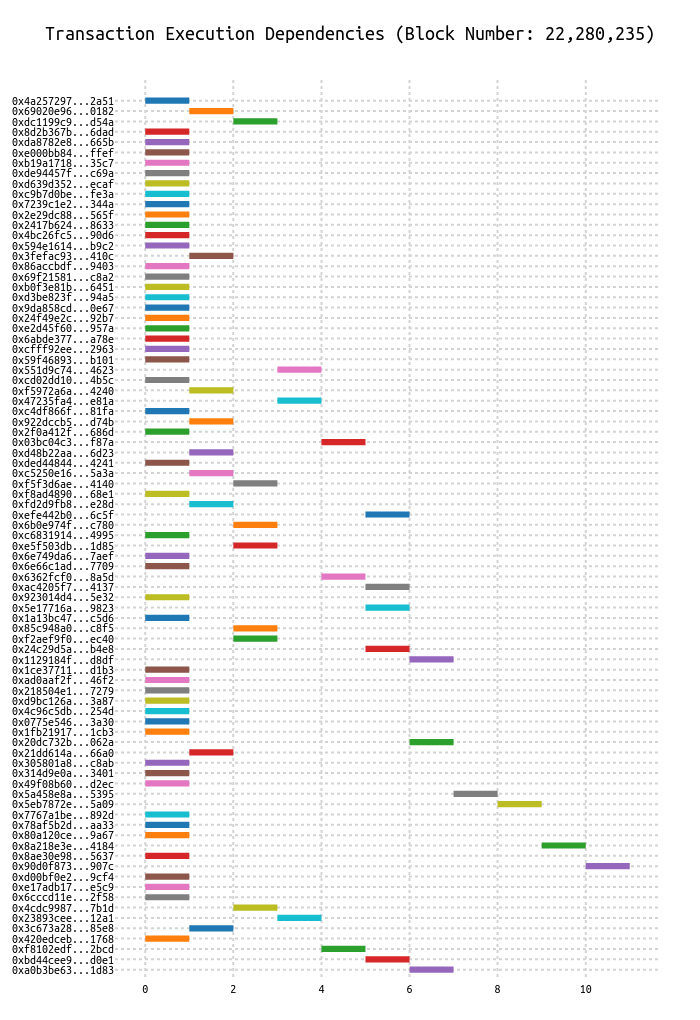 Transaction Execution Dependencies (Block Number: 22,280,235)
0x4a257297...2a51
0x69020e96...0182
0xdc1199c9...d54a
0x8d2b367b...6dad
0xda8782e8...665b
0xe000bb84...ffef
0xb19a1718...35c7
0xde94457f...c69a
0xd639d352...ecaf
0xc9b7d0be...fe3a
0x7239c1e2...344a
0x2e29dc88...565f
0x2417b624...8633
0x4bc26fc5...90d6
0x594e1614...b9c2
0x3fefac93...410c
0x86accbdf...9403
0x69f21581...c8a2
0xb0f3e81b...6451
0xd3be823f...94a5
0x9da858cd...0e67
0x24f49e2c...92b7
0xe2d45f60...957a
0x6abde377...a78e
0xcfff92ee...2963
0x59f46893...b101
0x551d9c74...4623
0xcd02dd10...4b5c
0xf5972a6a...4240
0x47235fa4...e81a
0xc4df866f...81fa
0x922dccb5...d74b
0x2f0a412f...686d
0x03bc04c3...f87a
0xd48b22aa...6d23
0xded44844...4241
0xc5250e16...5a3a
0xf5f3d6ae...4140
0xf8ad4890...68e1
0xfd2d9fb8...e28d
0xefe442b0...6c5f
0x6b0e974f...c780
0xc6831914...4995
0xe5f503db...1d85
0x6e749da6...7aef
0x6e66c1ad...7709
0x6362fcf0...8a5d
0xac4205f7...4137
0x923014d4...5e32
0x5e17716a...9823
0x1a13bc47...c5d6
0x85c948a0...c8f5
0xf2aef9f0...ec40
0x24c29d5a...b4e8
0x1129184f...d8df
0x1ce37711...d1b3
0xad0aaf2f...46f2
0x218504e1...7279
0xd9bc126a...3a87
0x4c96c5db...254d
0x0775e546...3a30
0x1fb21917...1cb3
0x20dc732b...062a
0x21dd614a...66a0
0x305801a8...c8ab
0x314d9e0a...3401
0x49f08b60...d2ec
0x5a458e8a...5395
0x5eb7872e...5a09
0x7767a1be...892d
0x78af5b2d...aa33
0x80a120ce...9a67
0x8a218e3e...4184
0x8ae30e98...5637
0x90d0f873...907c
0xd00bf0e2...9cf4
0xe17adb17...e5c9
0x6cccd11e...2f58
0x4cdc9987...7b1d
0x23893cee...12a1
0x3c673a28...85e8
0x420edceb...1768
0xf8102edf...2bcd
0xbd44cee9...d0e1
0xa0b3be63...1d83
0 2 4 6 8 10